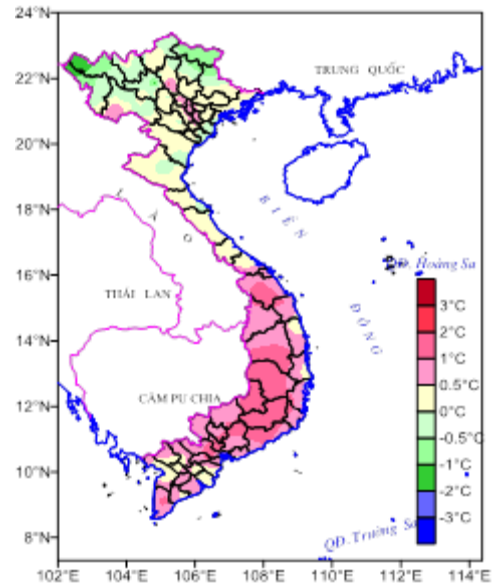 24°N
22°N
20°N
18°N
16°N
14°N
12°N
10°N
8°N
TRUNG QUỐC
LÀO
BIỂN
QĐ. Hoàng Sa
THÁI LAN
ĐÔNG
CĂM PU CHIA
QĐ. Trường Sa
3°C
2°C
1°C
0.5°C
0°C
-0.5°C
-1°C
-2°C
-3°C
102°E 104°E 106°E 108°E 110°E 112°E 114°E